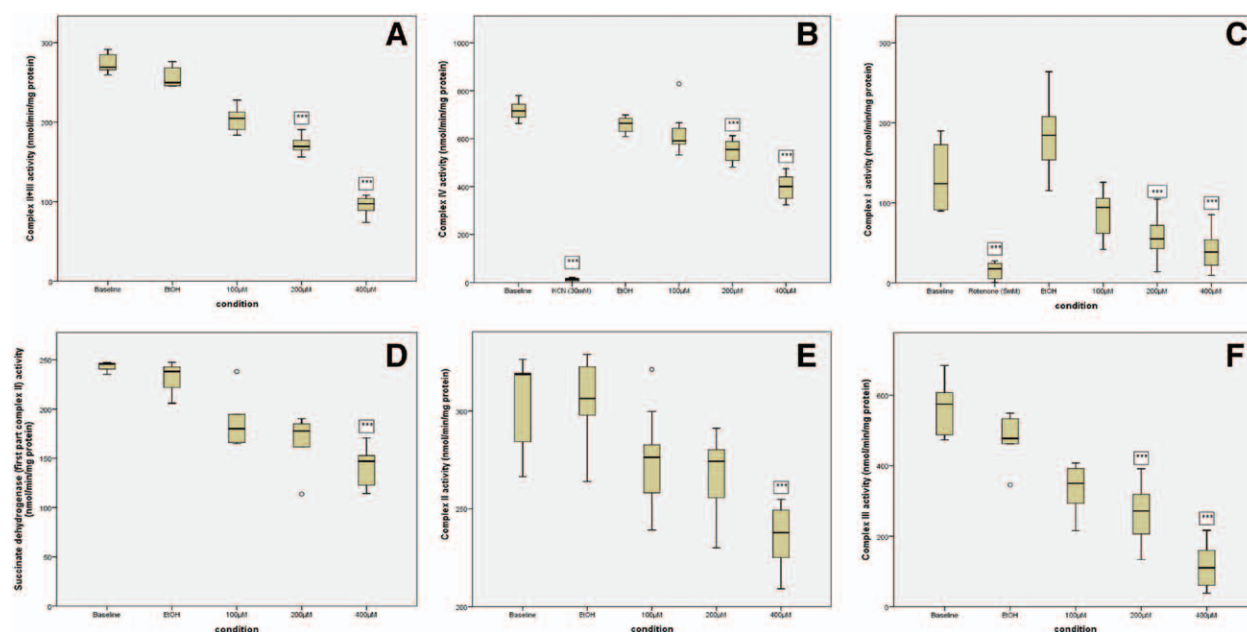 A
Complex II+III activity (nmol/min/mg protein)
300
200
100
0
***
***
Baseline
EtOH
100µM
200µM
400µM
condition
B
Complex IV activity (nmol/min/mg protein)
1000
800
600
400
200
0
***
***
***
Baseline
KCN (30mM)
EtOH
100µM
200µM
400µM
condition
C
Complex I activity (nmol/min/mg protein)
300
200
100
0
***
***
***
Baseline
EtOH
100µM
200µM
400µM
condition
D
Succinate dehydrogenase (first part complex II) activity
(nmol/min/mg protein)
250
200
150
100
50
0
***
Baseline
EtOH
100µM
200µM
400µM
condition
E
Complex II activity (nmol/min/mg protein)
300
250
200
***
Baseline
EtOH
100µM
200µM
400µM
condition
F
Complex III activity (nmol/min/mg protein)
600
400
200
0
***
***
Baseline
EtOH
100µM
200µM
400µM
condition